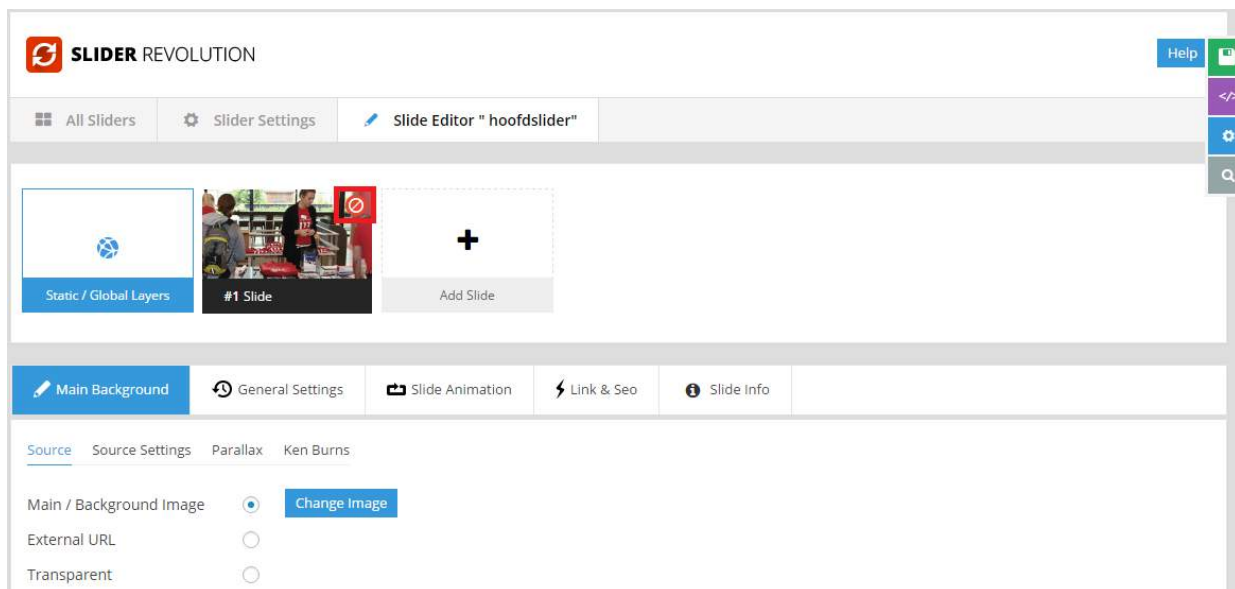 SLIDER REVOLUTION
Help
</>
All Sliders Slider Settings Slide Editor " hoofdslider"
Static / Global Layers #1 Slide Add Slide
Main Background General Settings Slide Animation Link & Seo Slide Info
Source Source Settings Parallax Ken Burns
Main / Background Image Change Image
External URL
Transparent